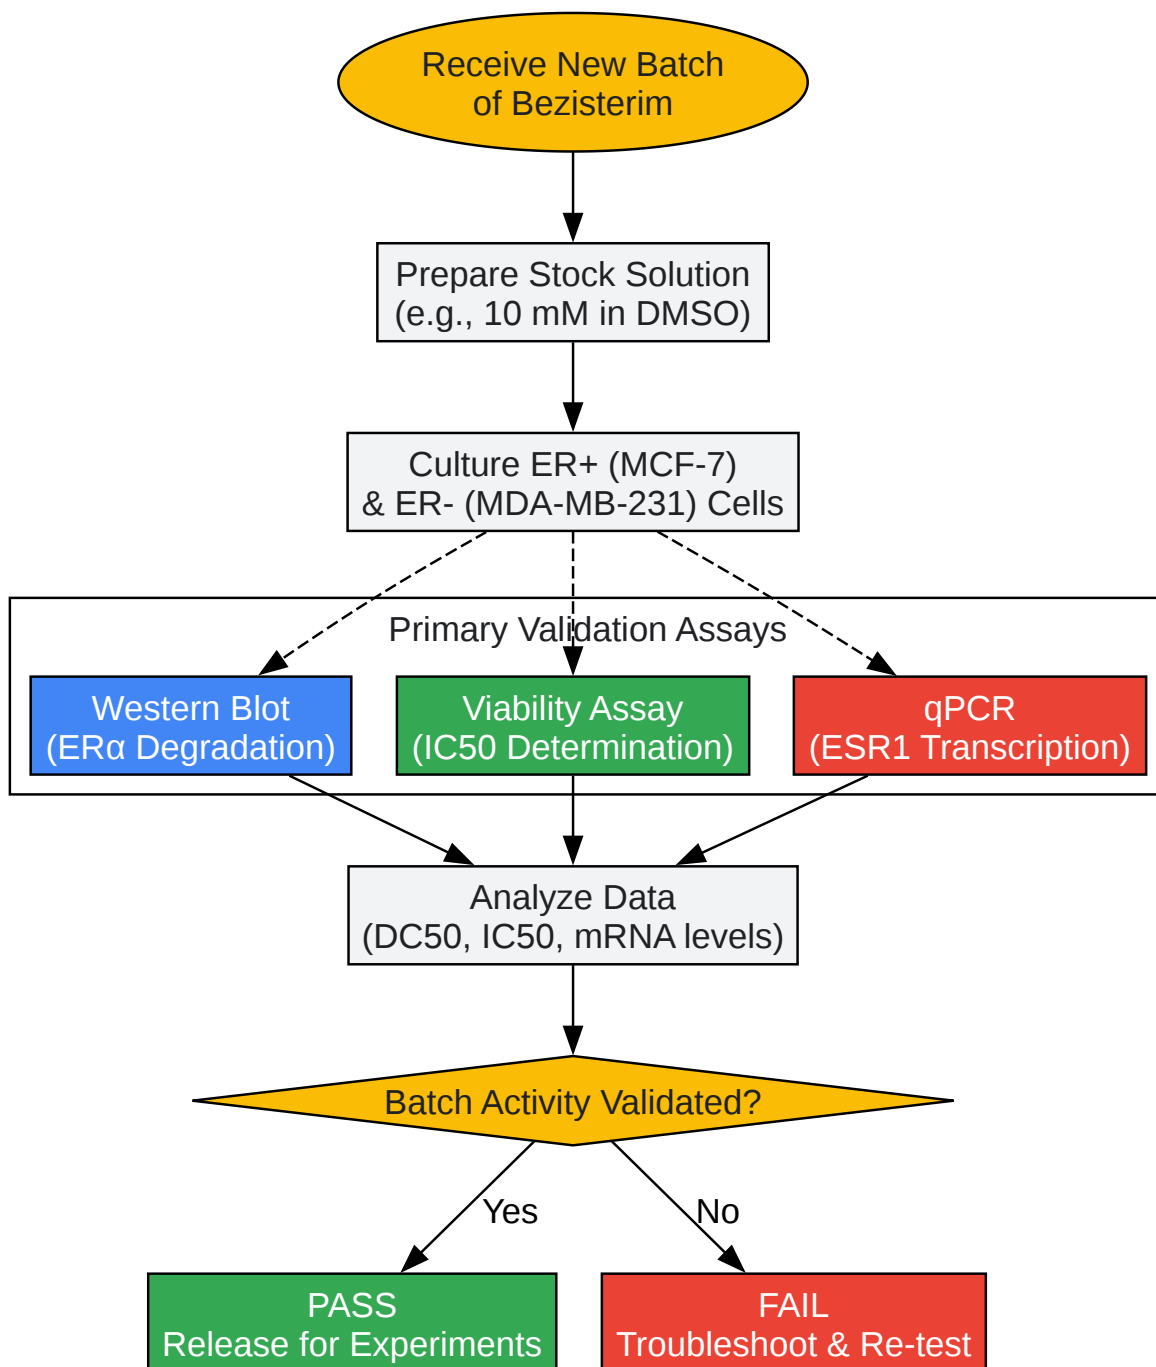 Receive New Batch
of Bezisterim
Prepare Stock Solution
(e.g., 10 mM in DMSO)
Culture ER+ (MCF-7)
& ER- (MDA-MB-231) Cells
Primary Validation Assays
Western Blot
(ERα Degradation)
Viability Assay
(IC50 Determination)
qPCR
(ESR1 Transcription)
Analyze Data
(DC50, IC50, mRNA levels)
Batch Activity Validated?
Yes
No
PASS
Release for Experiments
FAIL
Troubleshoot & Re-test